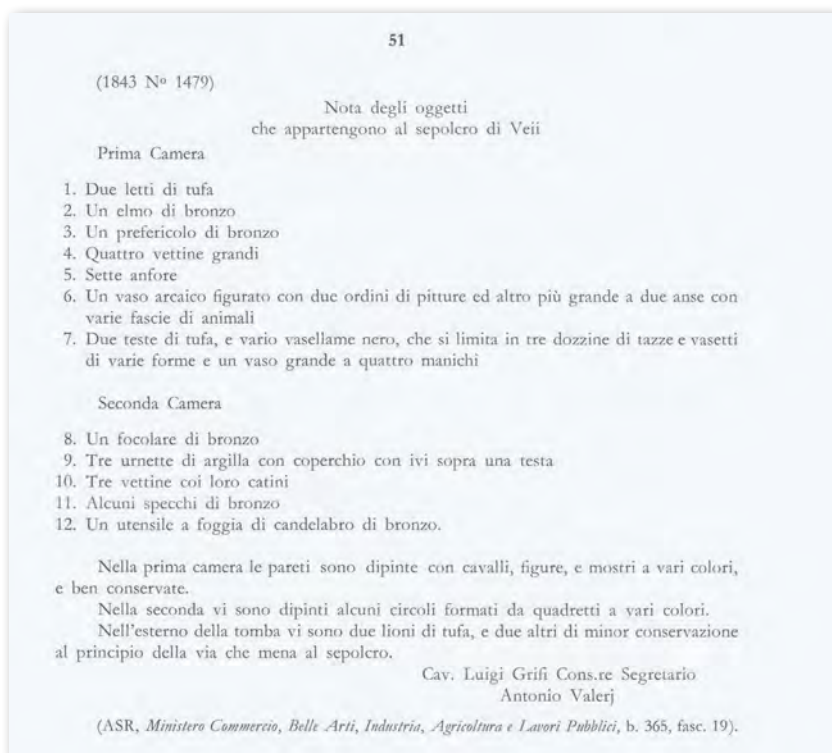 51
(1843 Nº 1479)
Nota degli oggetti
che appartengono al sepolcro di Veii
Prima Camera
1. Due letti di tufa
2. Un elmo di bronzo
3. Un prefericolo di bronzo
4. Quattro vettine grandi
5. Sette anfore
6. Un vaso arcaico figurato con due ordini di pitture ed altro più grande a due anse con
varie fascie di animali
7. Due teste di tufa, e vario vasellame nero, che si limita in tre dozzine di tazze e vasetti
di varie forme e un vaso grande a quattro manichi
Seconda Camera
8. Un focolare di bronzo
9. Tre urnette di argilla con coperchio con ivi sopra una testa
10. Tre vettine coi loro catini
11. Alcuni specchi di bronzo
12. Un utensile a foggia di candelabro di bronzo.
Nella prima camera le pareti sono dipinte con cavalli, figure, e mostri a vari colori,
e ben conservate.
Nella seconda vi sono dipinti alcuni circoli formati da quadretti a vari colori.
Nell'esterno della tomba vi sono due lioni di tufa, e due altri di minor conservazione
al principio della via che mena al sepolcro.
Cav. Luigi Grifi Cons.re Segretario
Antonio Valerj
(ASR, Ministero Commercio, Belle Arti, Industria, Agricoltura e Lavori Pubblici, b. 365, fasc. 19).